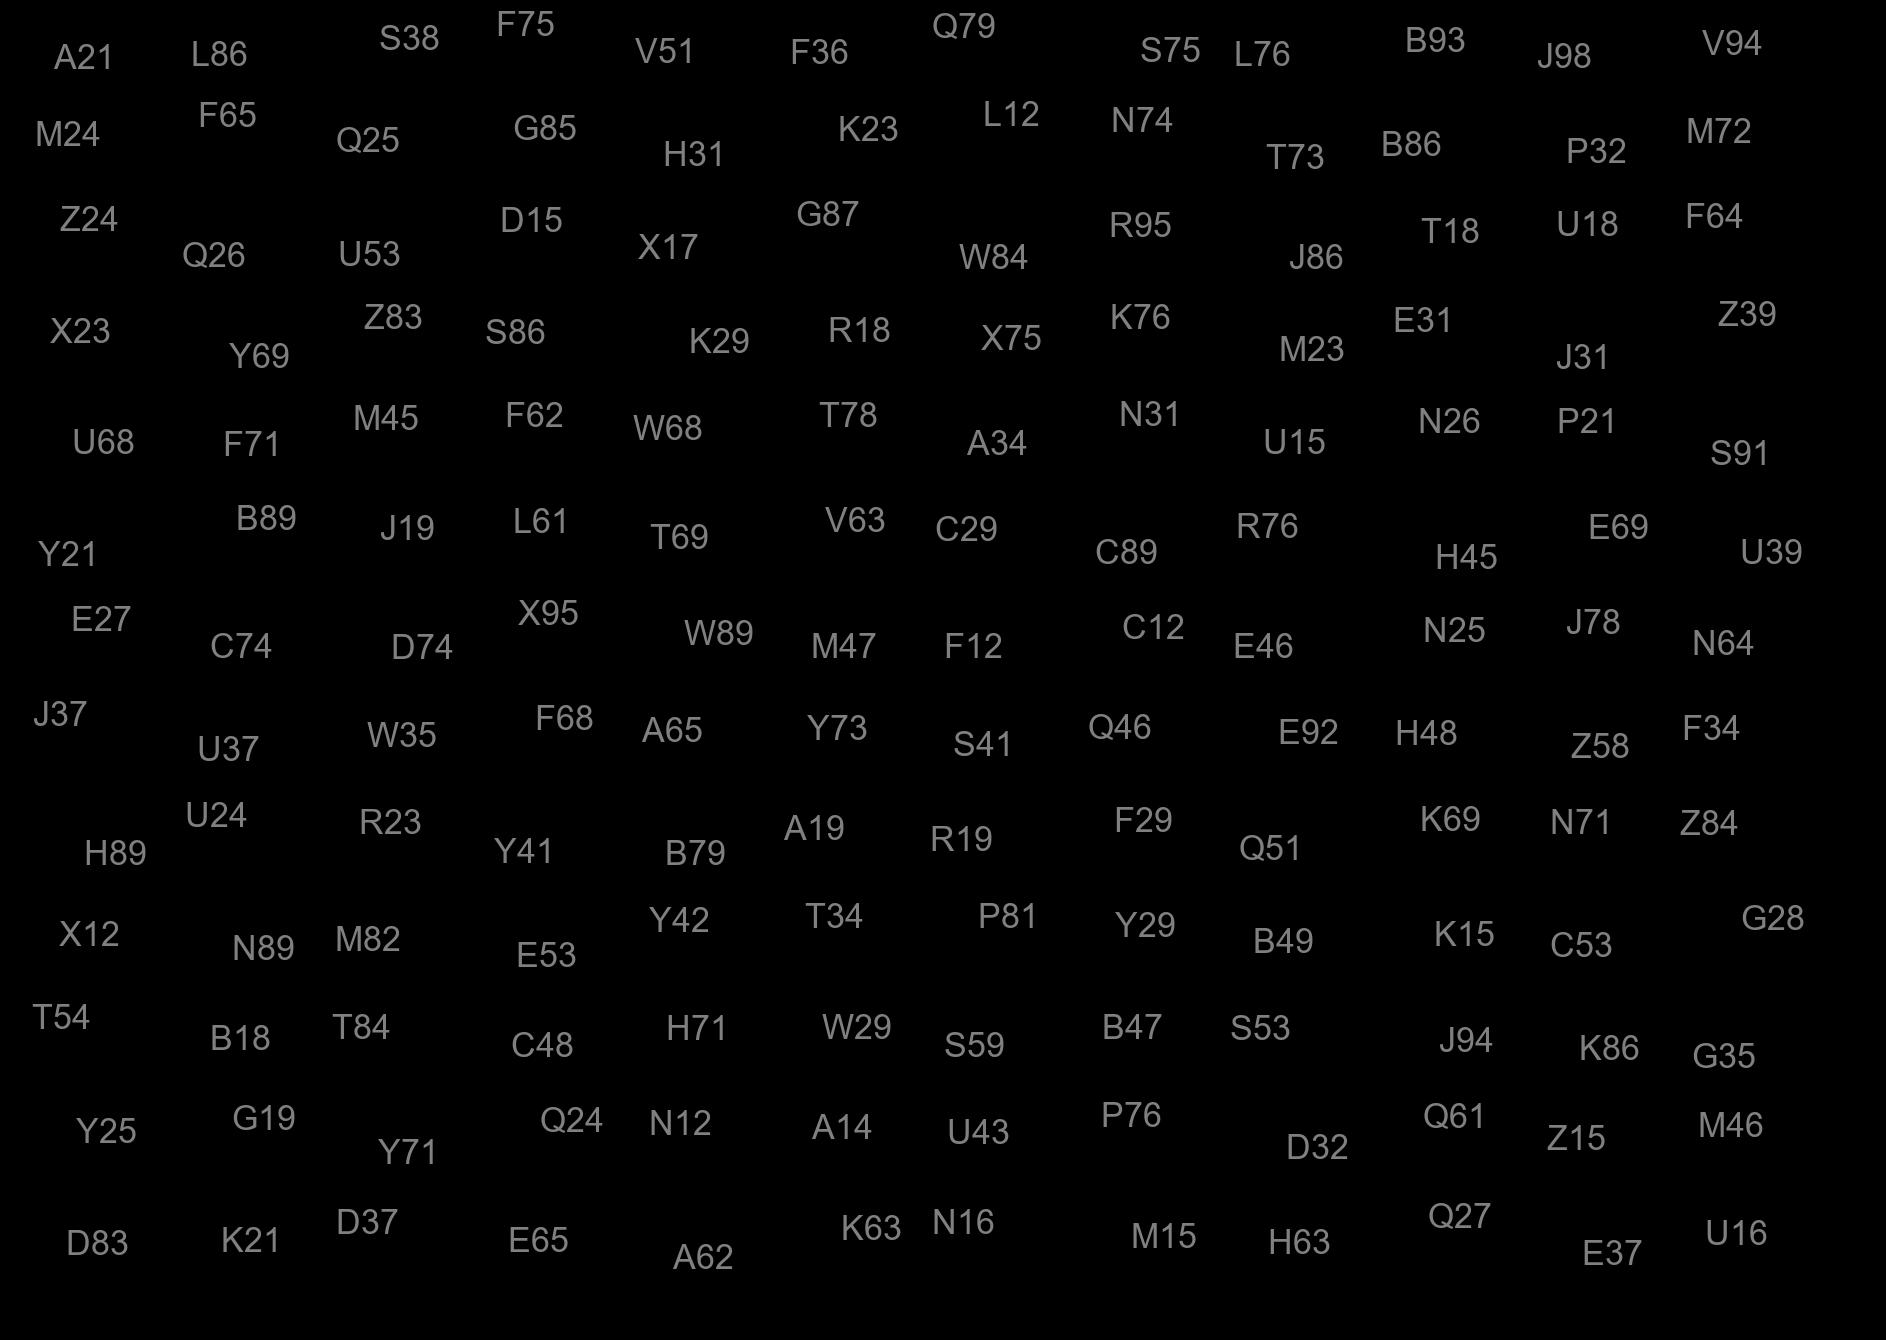 A21 L86 S38 F75 V51 F36 Q79 S75 L76 B93 J98 V94
M24 F65 Q25 G85 H31 K23 L12 N74 T73 B86 P32 M72
Z24 Q26 U53 D15 X17 G87 W84 R95 J86 T18 U18 F64
X23 Y69 Z83 S86 K29 R18 X75 K76 M23 E31 J31 Z39
U68 F71 M45 F62 W68 T78 A34 N31 U15 N26 P21 S91
Y21 B89 J19 L61 T69 V63 C29 C89 R76 H45 E69 U39
E27 C74 D74 X95 W89 M47 F12 C12 E46 N25 J78 N64
J37 U37 W35 F68 A65 Y73 S41 Q46 E92 H48 Z58 F34
H89 U24 R23 Y41 B79 A19 R19 F29 Q51 K69 N71 Z84
X12 N89 M82 E53 Y42 T34 P81 Y29 B49 K15 C53 G28
T54 B18 T84 C48 H71 W29 S59 B47 S53 J94 K86 G35
Y25 G19 Y71 Q24 N12 A14 U43 P76 D32 Q61 Z15 M46
D83 K21 D37 E65 A62 K63 N16 M15 H63 Q27 E37 U16